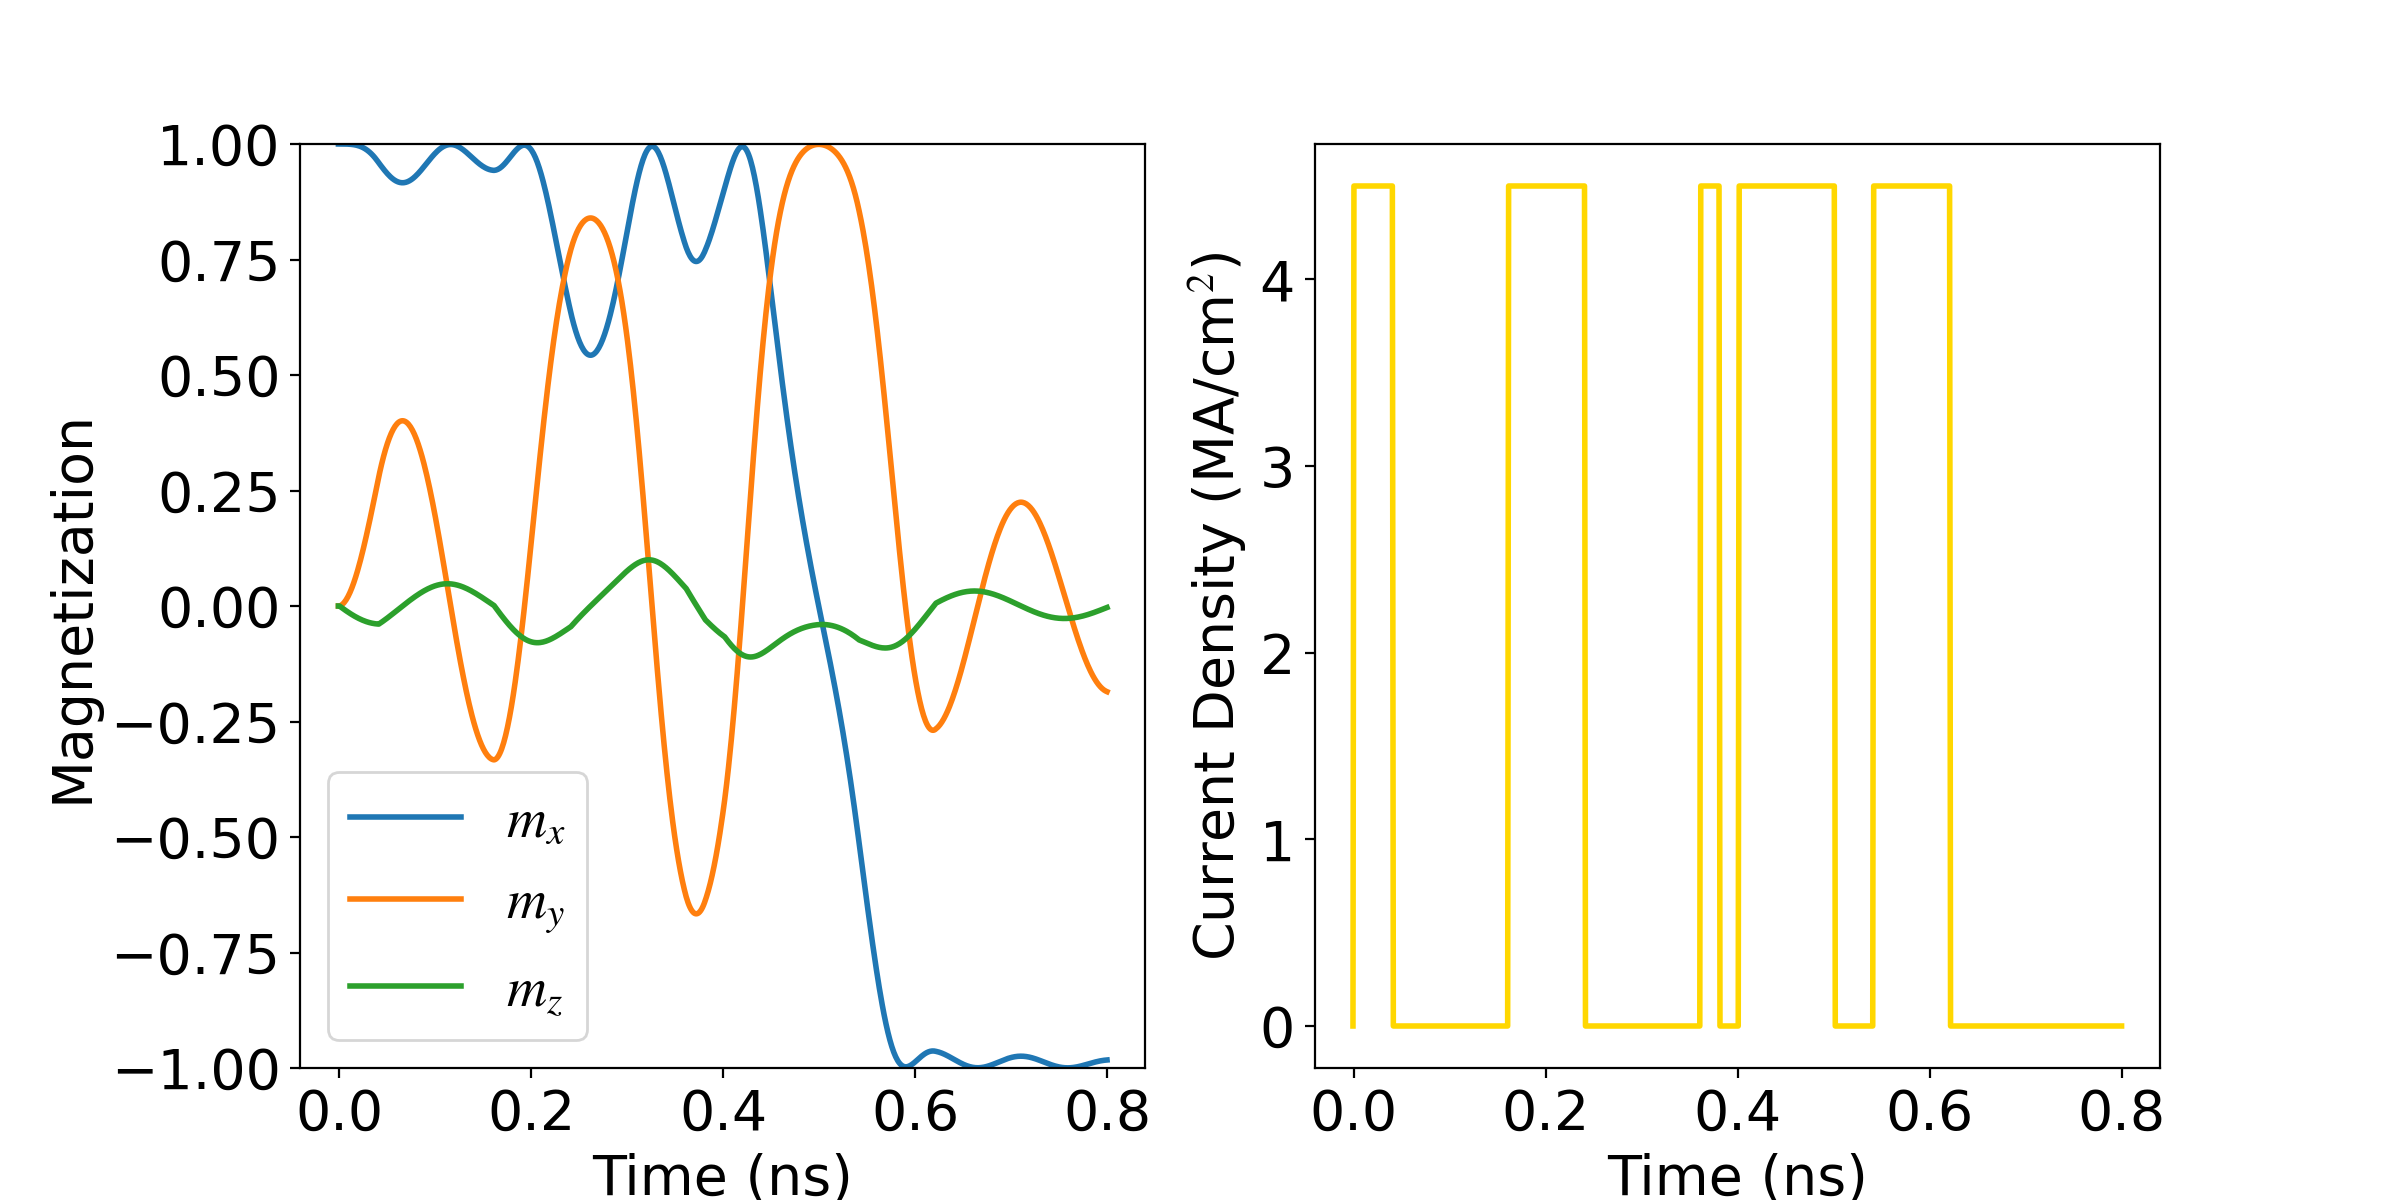 Magnetization
1.00
0.75
0.50
0.25
0.00
−0.25
−0.50
−0.75
−1.00
m_x
m_y
m_z
0.0 0.2 0.4 0.6 0.8
Time (ns)
Current Density (MA/cm²)
4
3
2
1
0
0.0 0.2 0.4 0.6 0.8
Time (ns)